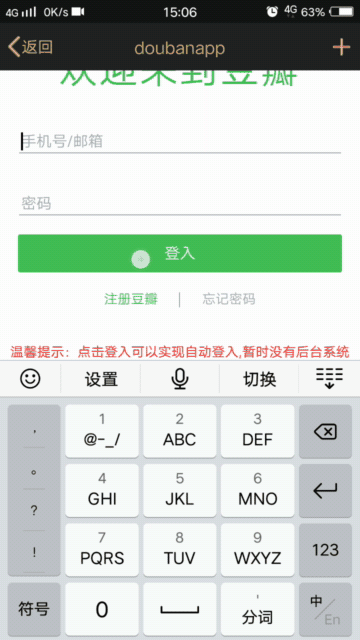 4G 0K/s 15:06 4G 63%
返回 doubanapp +
欢迎来到豆瓣
手机号/邮箱
密码
登入
注册豆瓣 | 忘记密码
温馨提示：点击登入可以实现自动登入,暂时没有后台系统
设置 切换
， 1 2 3
@-_/ ABC DEF
。 4 5 6
GHI JKL MNO
？ 7 8 9 123
！ PQRS TUV WXYZ
符号 0 ' 分词 中/En